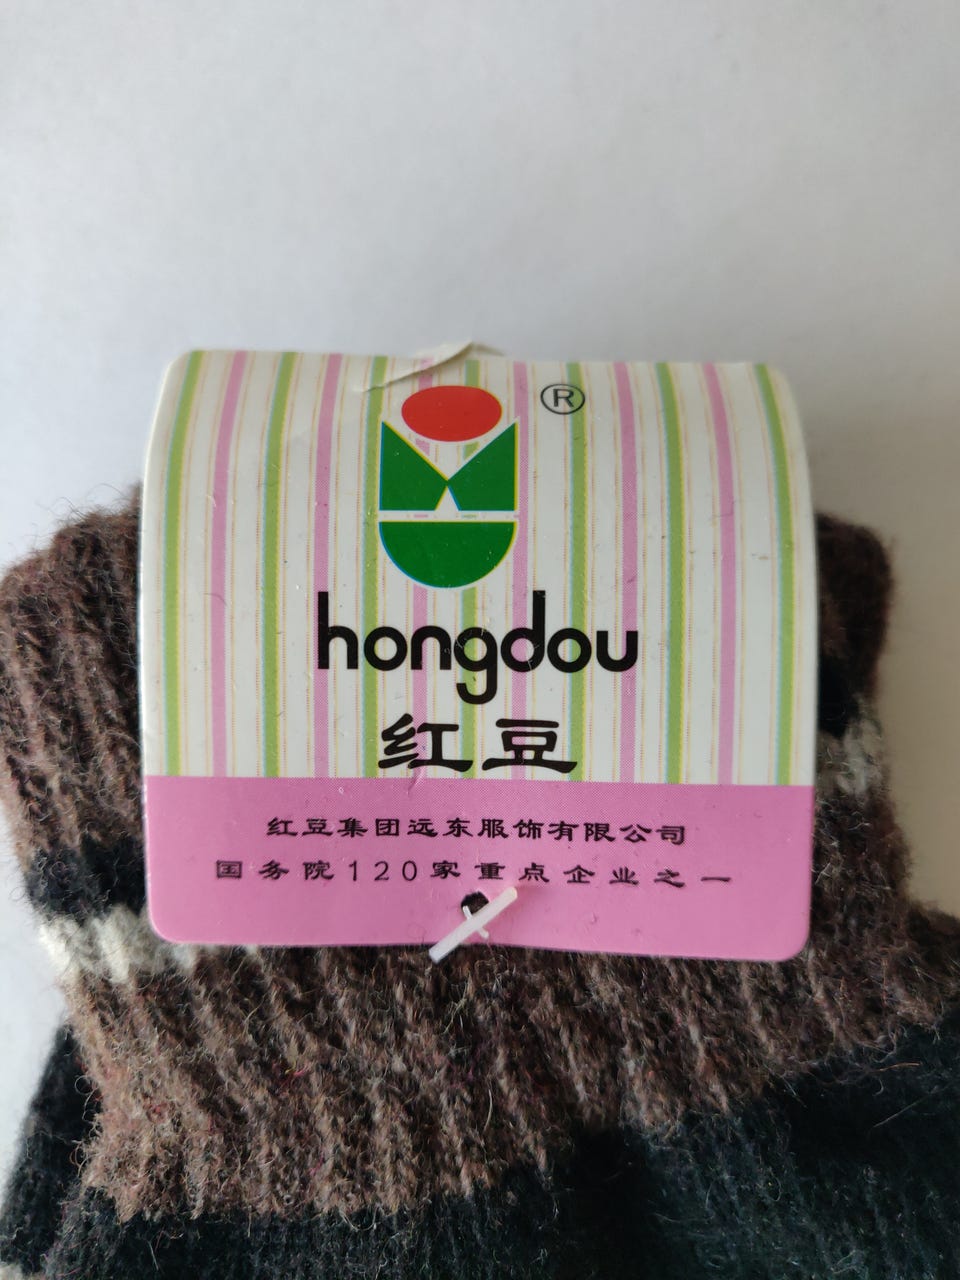 ®
hongdou
红豆
红豆集团远东服饰有限公司
国务院120家重点企业之一